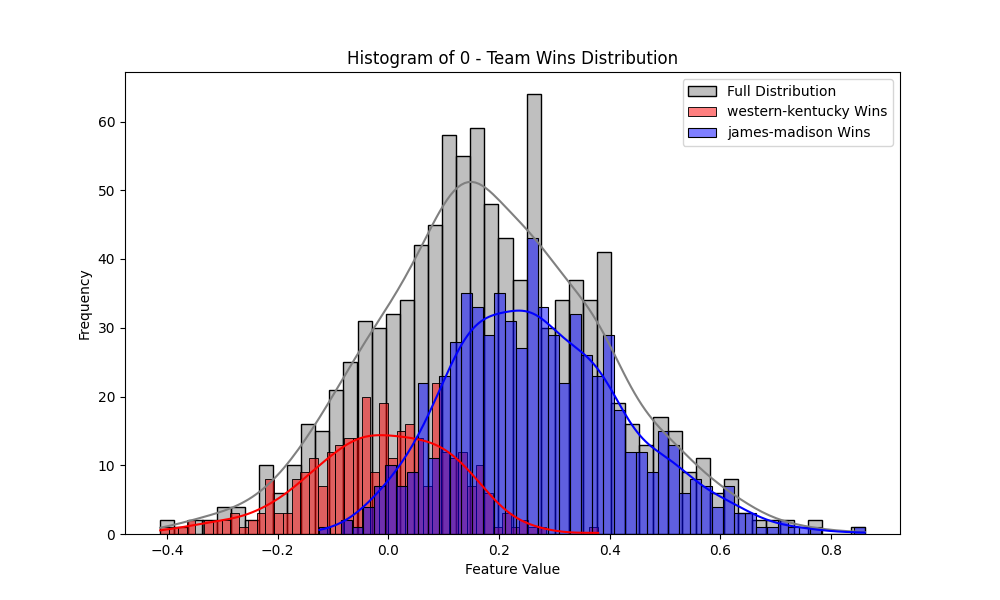 Histogram of 0 - Team Wins Distribution
Full Distribution
western-kentucky Wins
james-madison Wins
Frequency
60
50
40
30
20
10
0
−0.4 −0.2 0.0 0.2 0.4 0.6 0.8
Feature Value